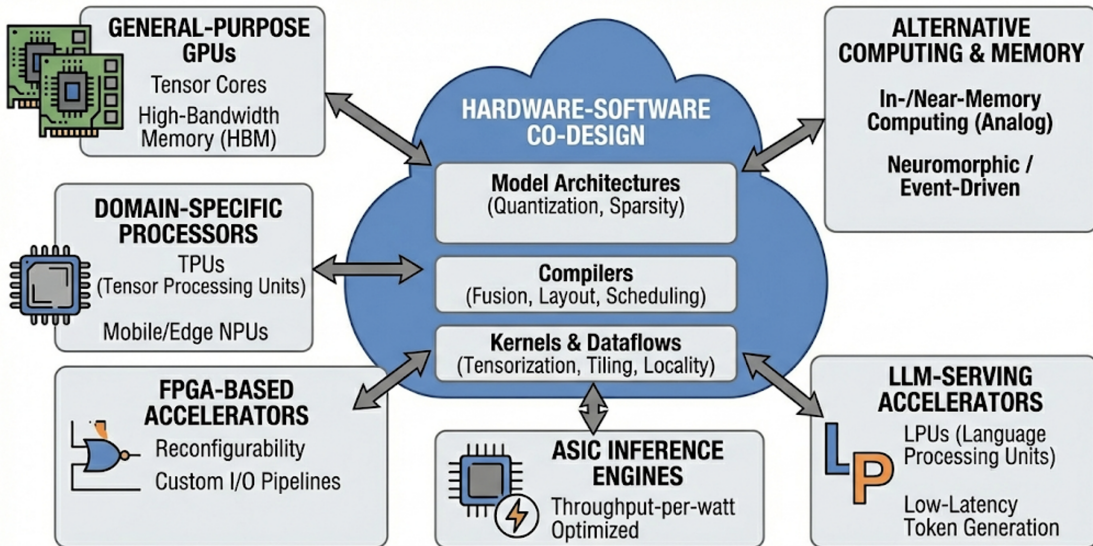 GENERAL-PURPOSE
GPUs
Tensor Cores
High-Bandwidth
Memory (HBM)
DOMAIN-SPECIFIC
PROCESSORS
TPUs
(Tensor Processing Units)
Mobile/Edge NPUs
FPGA-BASED
ACCELERATORS
Reconfigurability
Custom I/O Pipelines
HARDWARE-SOFTWARE
CO-DESIGN
Model Architectures
(Quantization, Sparsity)
Compilers
(Fusion, Layout, Scheduling)
Kernels & Dataflows
(Tensorization, Tiling, Locality)
ASIC INFERENCE
ENGINES
Throughput-per-watt
Optimized
ALTERNATIVE
COMPUTING & MEMORY
In-/Near-Memory
Computing (Analog)
Neuromorphic /
Event-Driven
LLM-SERVING
ACCELERATORS
LP
LPUs (Language
Processing Units)
Low-Latency
Token Generation